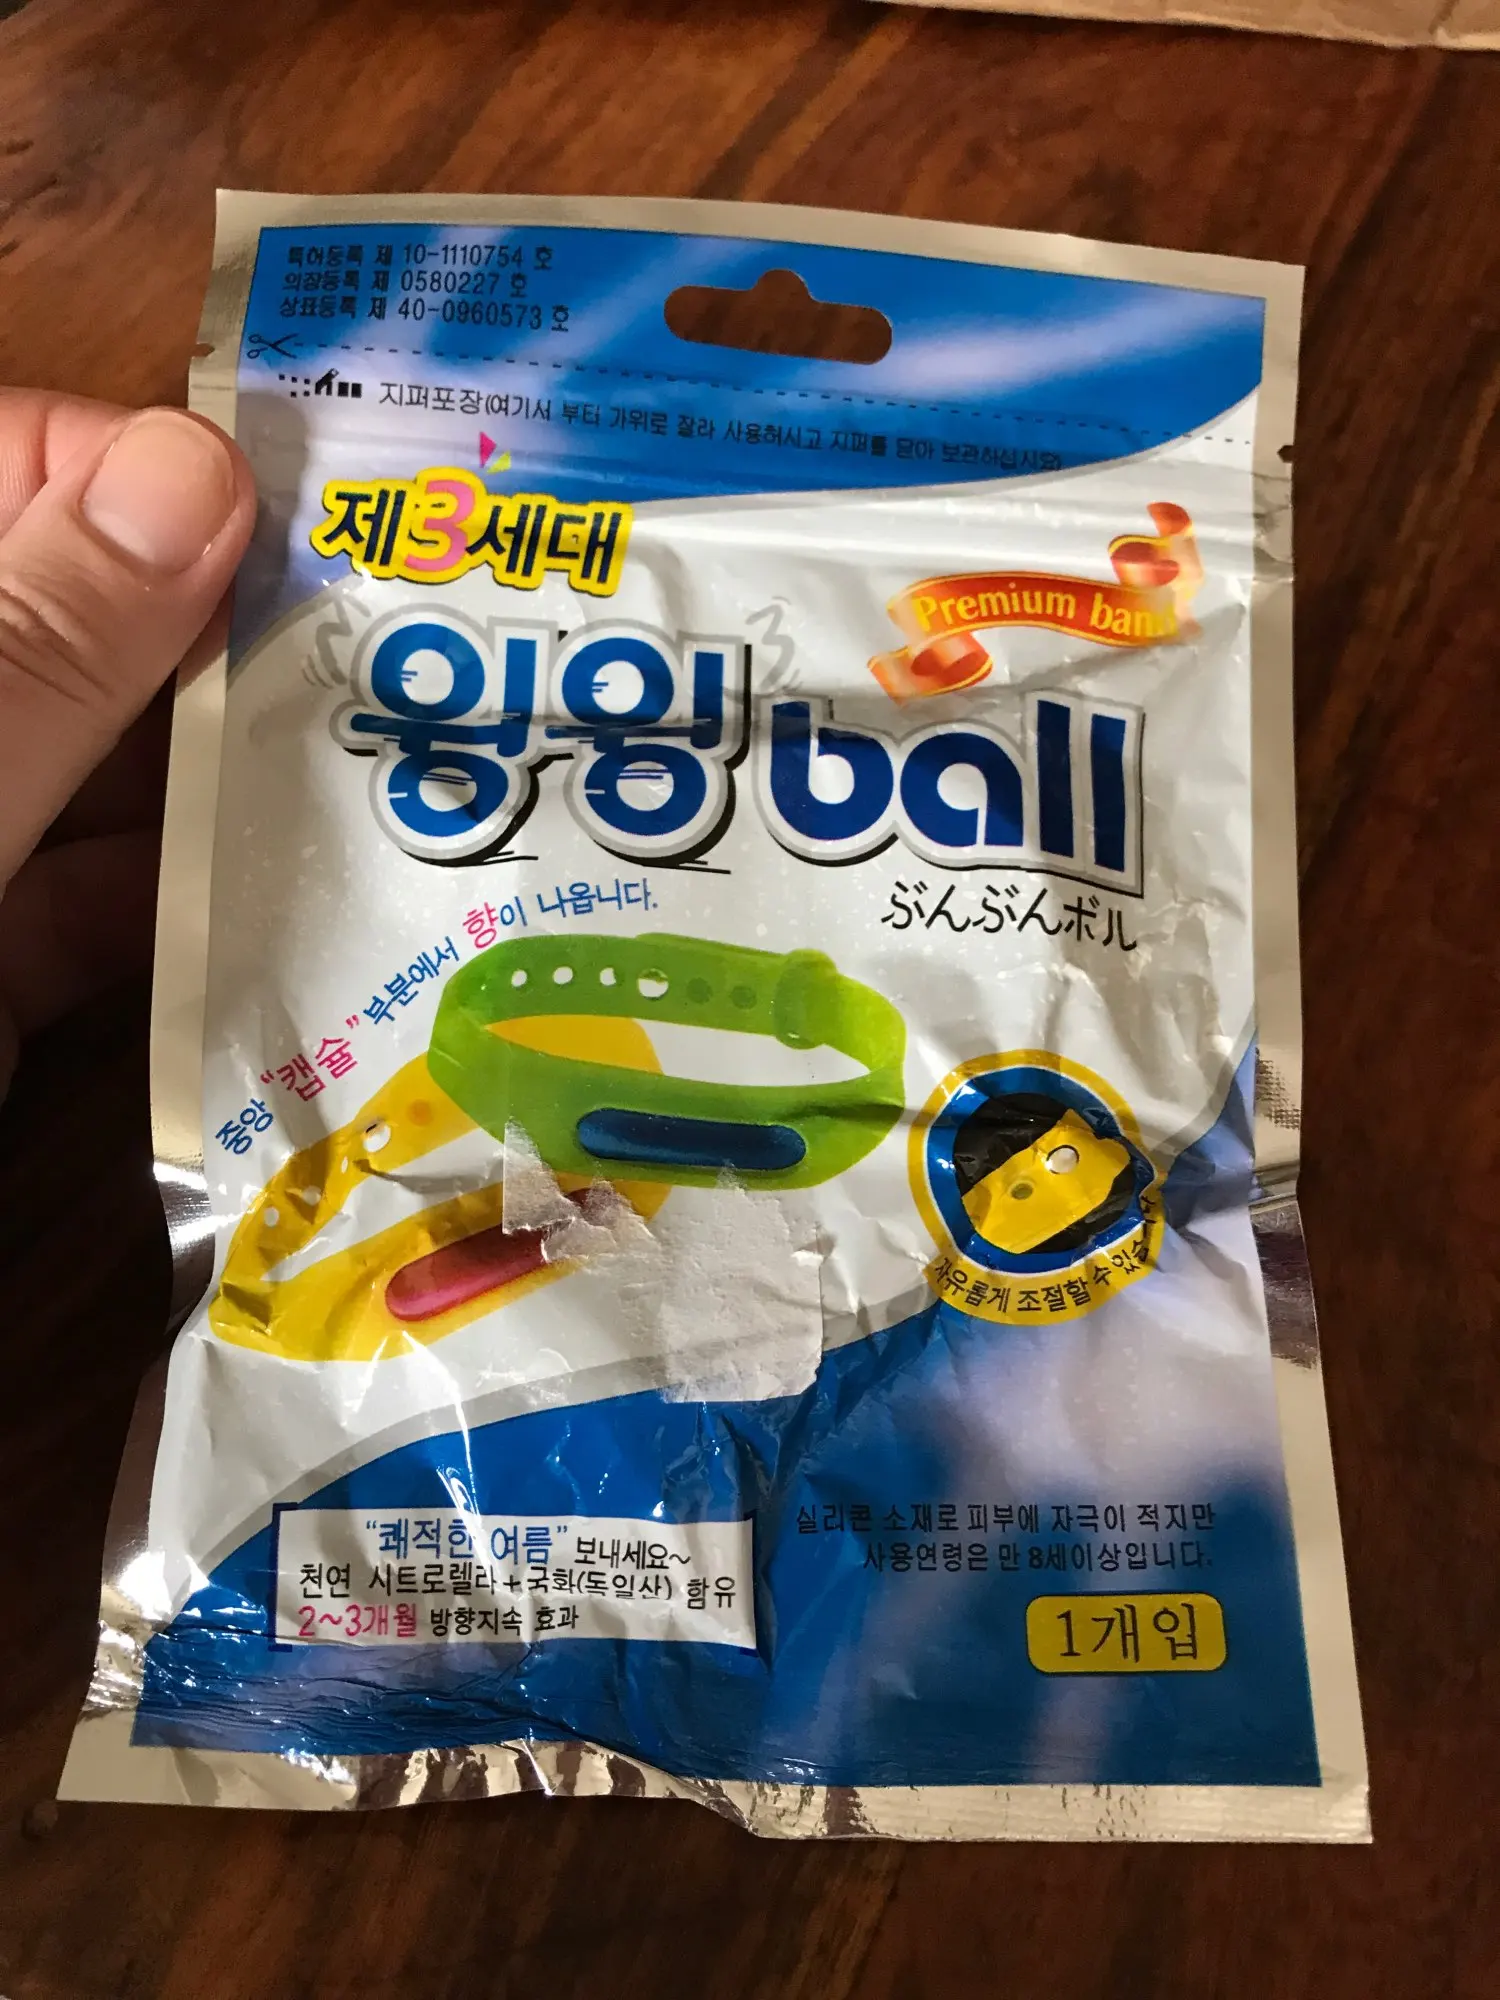 특허등록 제 10-1110754 호
의장등록 제 0580227 호
상표등록 제 40-0960573 호
지퍼포장(여기서 부터 가위로 잘라 사용하시고 지퍼를 닫아 보관하십시요)
제3세대
Premium band
윙윙 ball
ぶんぶんボル
중앙 "캡슐" 부분에서 향이 나옵니다.
자유롭게 조절할 수 있습
"쾌적한 여름" 보내세요~
천연 시트로렐라+국화(독일산) 함유
2~3개월 방향지속 효과
실리콘 소재로 피부에 자극이 적지만
사용연령은 만 8세이상입니다.
1개입